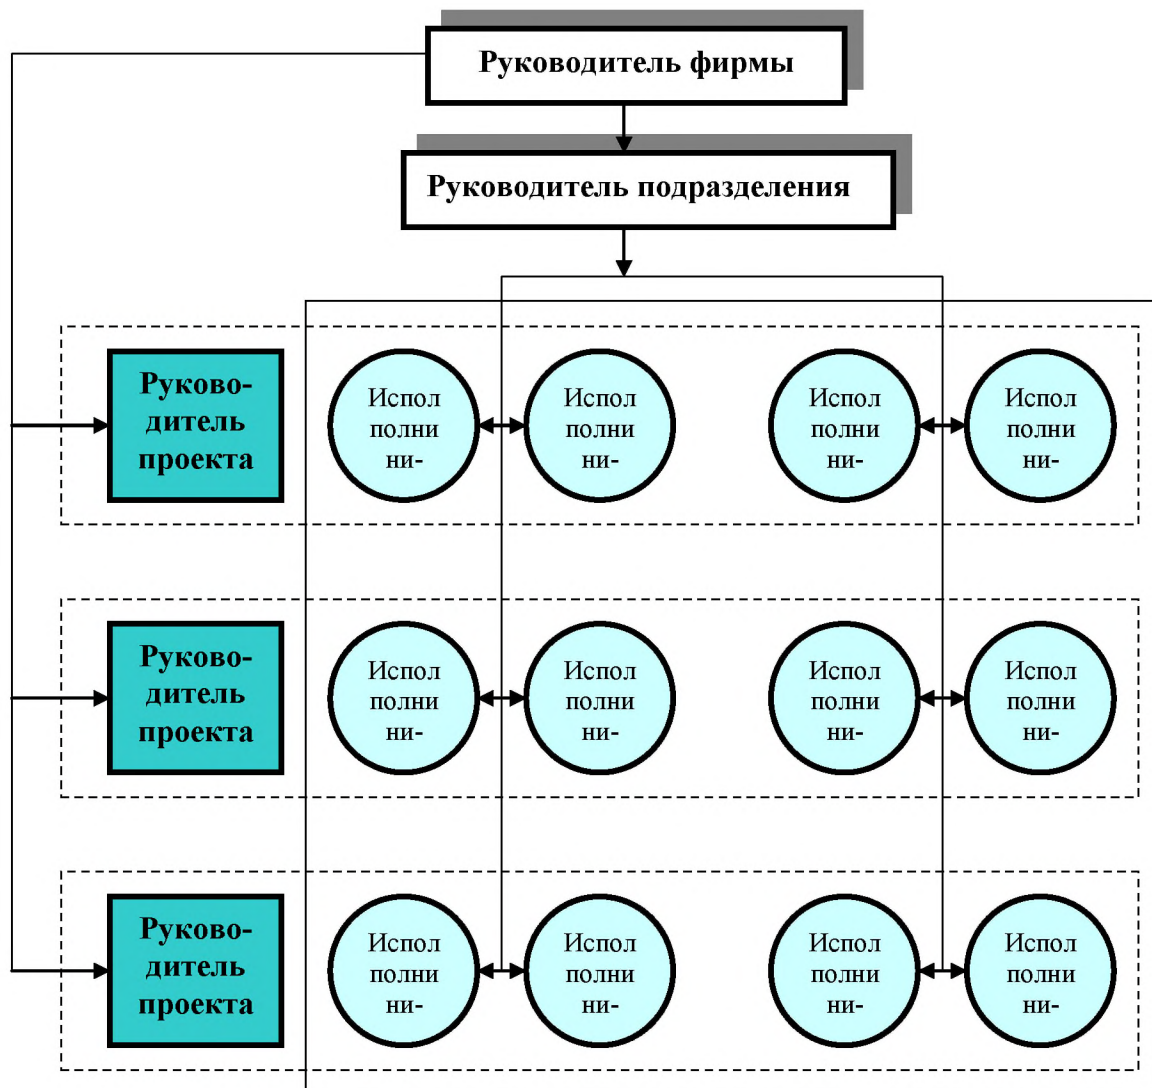 Руководитель фирмы
Руководитель подразделения
Руково-
дитель
проекта
Испол
полни
ни-
Испол
полни
ни-
Испол
полни
ни-
Испол
полни
ни-
Руково-
дитель
проекта
Испол
полни
ни-
Испол
полни
ни-
Испол
полни
ни-
Испол
полни
ни-
Руково-
дитель
проекта
Испол
полни
ни-
Испол
полни
ни-
Испол
полни
ни-
Испол
полни
ни-